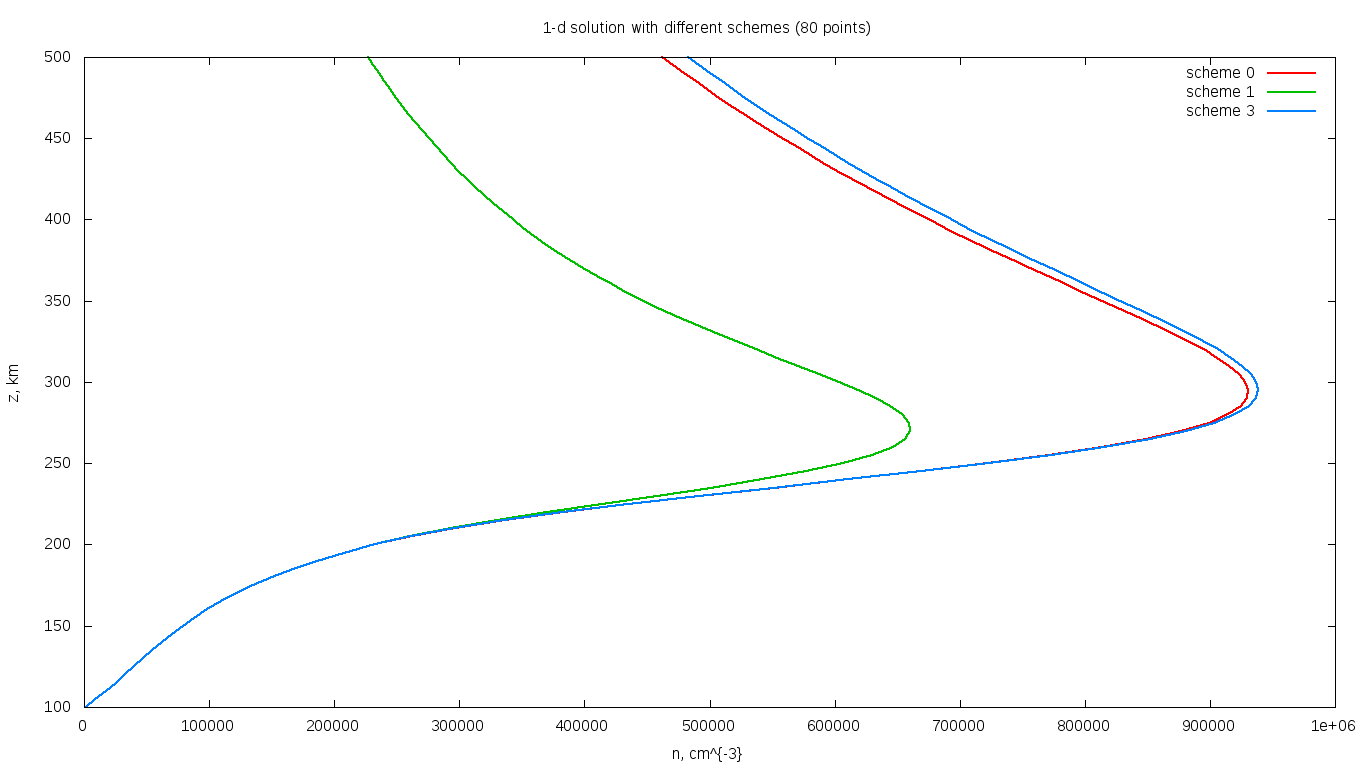 1-d solution with different schemes (80 points)
500
450
400
350
300
250
200
150
100
z, km
scheme 0
scheme 1
scheme 3
0 100000 200000 300000 400000 500000 600000 700000 800000 900000 1e+06
n, cm^{-3}